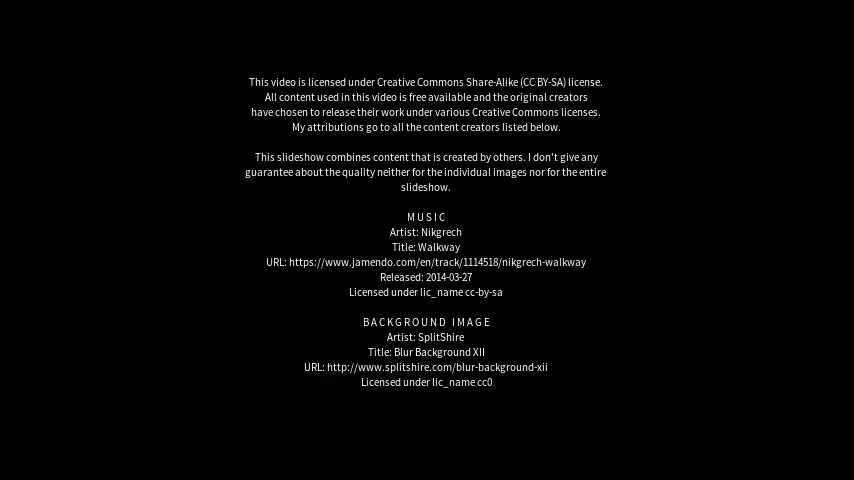 This video is licensed under Creative Commons Share-Alike (CC BY-SA) license.
All content used in this video is free available and the original creators
have chosen to release their work under various Creative Commons licenses.
My attributions go to all the content creators listed below.
This slideshow combines content that is created by others. I don't give any
guarantee about the quality neither for the individual images nor for the entire
slideshow.
MUSIC
Artist: Nikgrech
Title: Walkway
URL: https://www.jamendo.com/en/track/1114518/nikgrech-walkway
Released: 2014-03-27
Licensed under lic_name cc-by-sa
BACKGROUND IMAGE
Artist: SplitShire
Title: Blur Background XII
URL: http://www.splitshire.com/blur-background-xii
Licensed under lic_name cc0